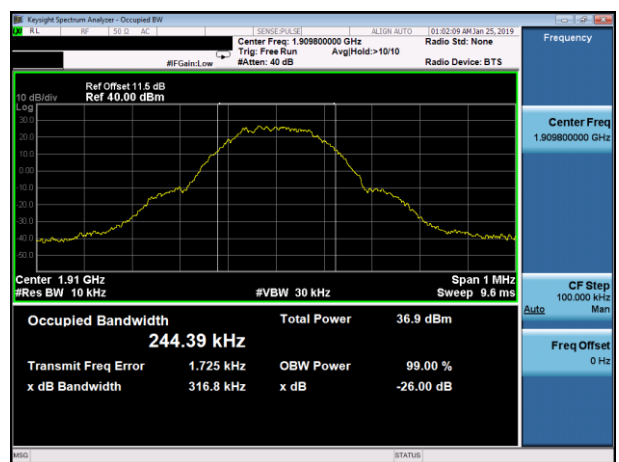 Keysight Spectrum Analyzer - Occupied BW
RL RF 50 Ω AC SENSE:PULSE ALIGN AUTO 01:02:09 AM Jan 25, 2019
Center Freq: 1.909800000 GHz Radio Std: None
Trig: Free Run Avg|Hold:>10/10
#IFGain:Low #Atten: 40 dB Radio Device: BTS
Frequency
Ref Offset 11.5 dB
10 dB/div Ref 40.00 dBm
Log
30.0
20.0
10.0
0.00
-10.0
-20.0
-30.0
-40.0
-50.0
Center 1.91 GHz Span 1 MHz
#Res BW 10 kHz #VBW 30 kHz Sweep 9.6 ms
Occupied Bandwidth Total Power 36.9 dBm
244.39 kHz
Transmit Freq Error 1.725 kHz OBW Power 99.00 %
x dB Bandwidth 316.8 kHz x dB -26.00 dB
Center Freq
1.909800000 GHz
CF Step
100.000 kHz
Auto Man
Freq Offset
0 Hz
MSG STATUS